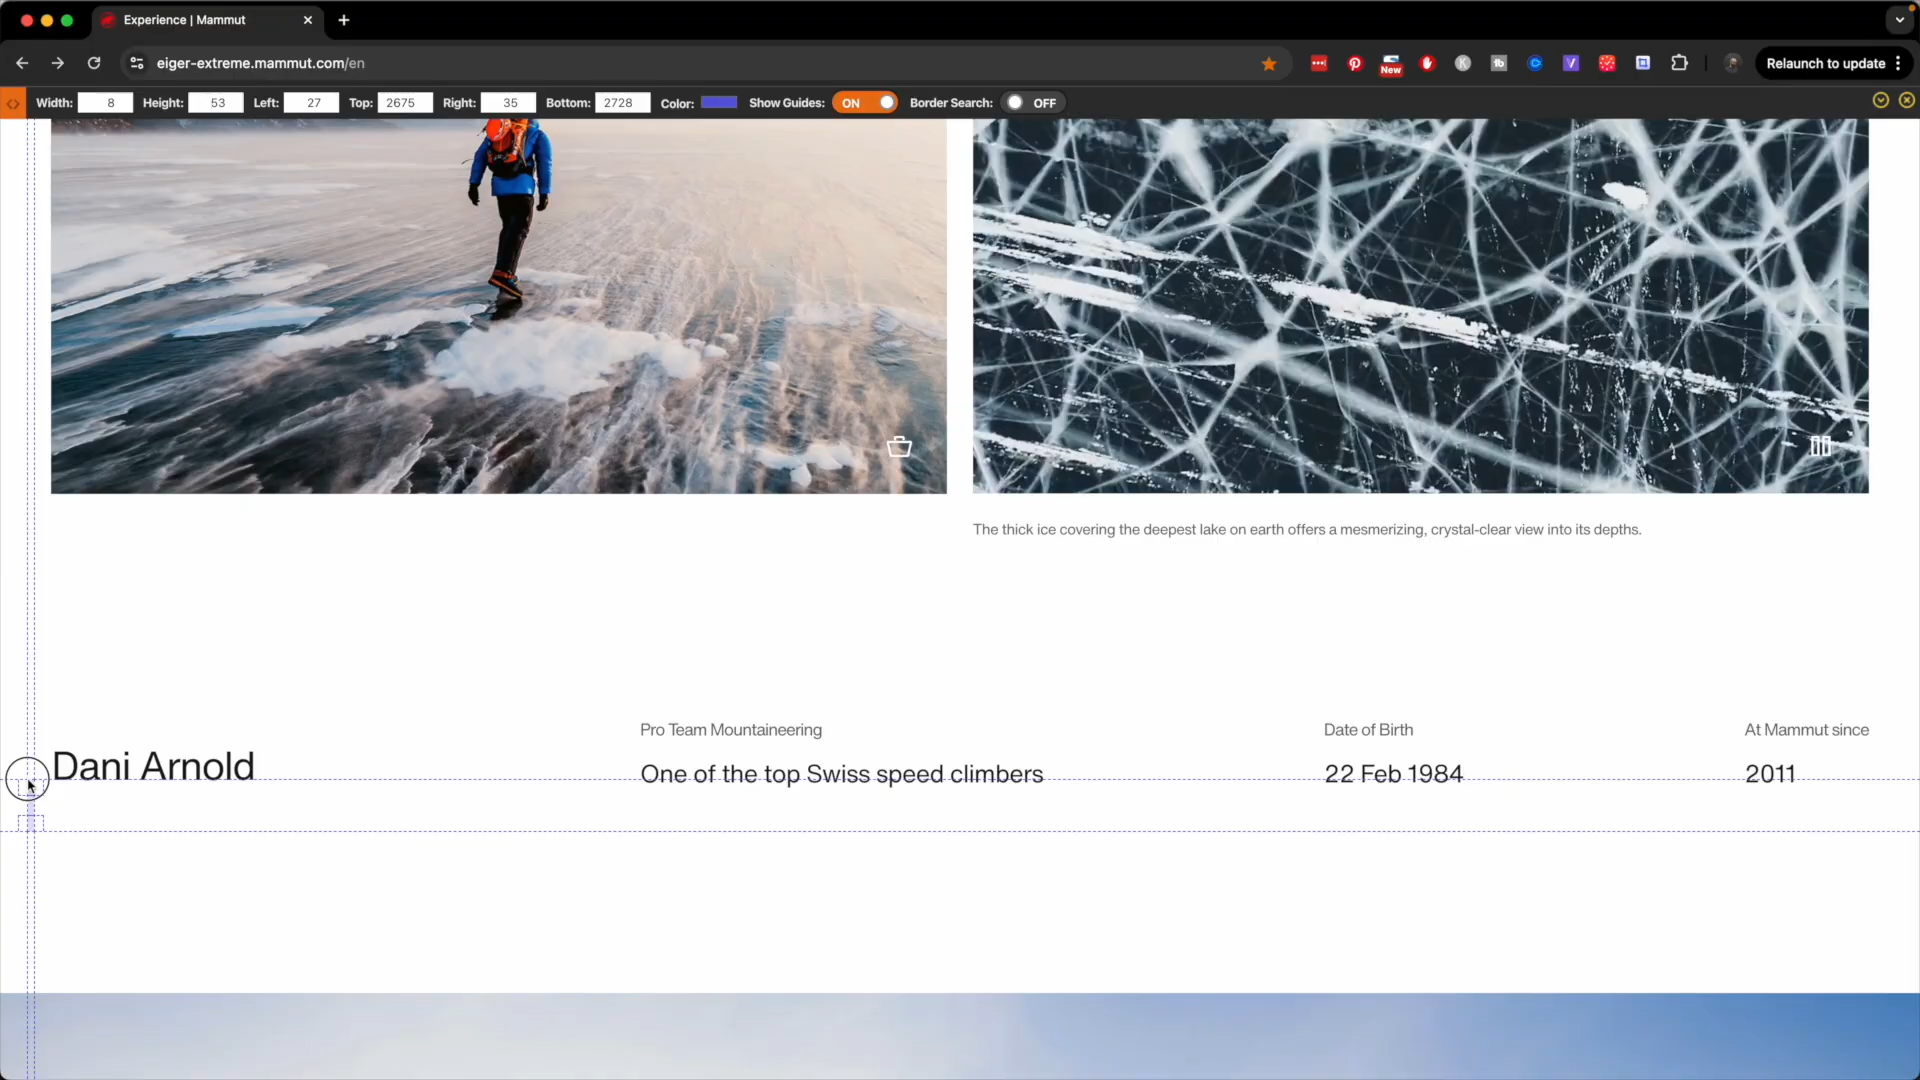 Experience | Mammut
eiger-extreme.mammut.com/en
New
Relaunch to update
Width: 8 Height: 53 Left: 27 Top: 2675 Right: 35 Bottom: 2728 Color: Show Guides: ON Border Search: OFF
The thick ice covering the deepest lake on earth offers a mesmerizing, crystal-clear view into its depths.
Dani Arnold
Pro Team Mountaineering
One of the top Swiss speed climbers
Date of Birth
22 Feb 1984
At Mammut since
2011